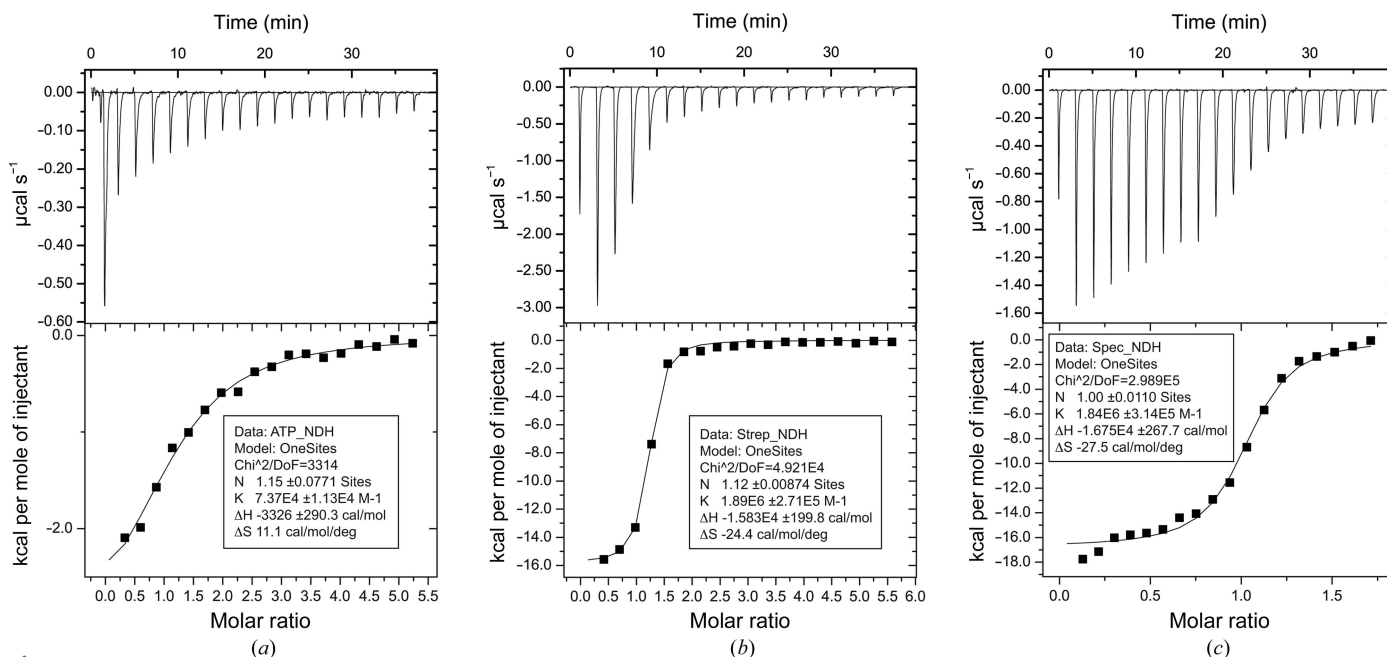 Time (min)
0 10 20 30
0.00
−0.10
−0.20
−0.30
−0.40
−0.50
−0.60
µcal s⁻¹
0.0
−2.0
kcal per mole of injectant
Data: ATP_NDH
Model: OneSites
Chi^2/DoF=3314
N 1.15 ±0.0771 Sites
K 7.37E4 ±1.13E4 M-1
ΔH -3326 ±290.3 cal/mol
ΔS 11.1 cal/mol/deg
0.0 0.5 1.0 1.5 2.0 2.5 3.0 3.5 4.0 4.5 5.0 5.5
Molar ratio
(a)
Time (min)
0 10 20 30
0.00
−0.50
−1.00
−1.50
−2.00
−2.50
−3.00
µcal s⁻¹
0.0
−2.0
−4.0
−6.0
−8.0
−10.0
−12.0
−14.0
−16.0
kcal per mole of injectant
Data: Strep_NDH
Model: OneSites
Chi^2/DoF=4.921E4
N 1.12 ±0.00874 Sites
K 1.89E6 ±2.71E5 M-1
ΔH -1.583E4 ±199.8 cal/mol
ΔS -24.4 cal/mol/deg
0.0 0.5 1.0 1.5 2.0 2.5 3.0 3.5 4.0 4.5 5.0 5.5 6.0
Molar ratio
(b)
Time (min)
0 10 20 30
0.00
−0.20
−0.40
−0.60
−0.80
−1.00
−1.20
−1.40
−1.60
µcal s⁻¹
0.0
−2.0
−4.0
−6.0
−8.0
−10.0
−12.0
−14.0
−16.0
−18.0
kcal per mole of injectant
Data: Spec_NDH
Model: OneSites
Chi^2/DoF=2.989E5
N 1.00 ±0.0110 Sites
K 1.84E6 ±3.14E5 M-1
ΔH -1.675E4 ±267.7 cal/mol
ΔS -27.5 cal/mol/deg
0.0 0.5 1.0 1.5
Molar ratio
(c)